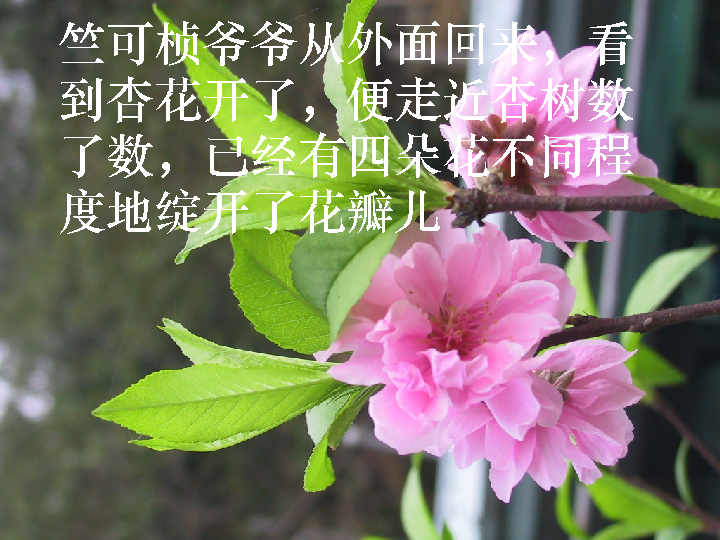 竺可桢爷爷从外面回来，看
到杏花开了，便走近杏树数
了数，已经有四朵花不同程
度地绽开了花瓣儿